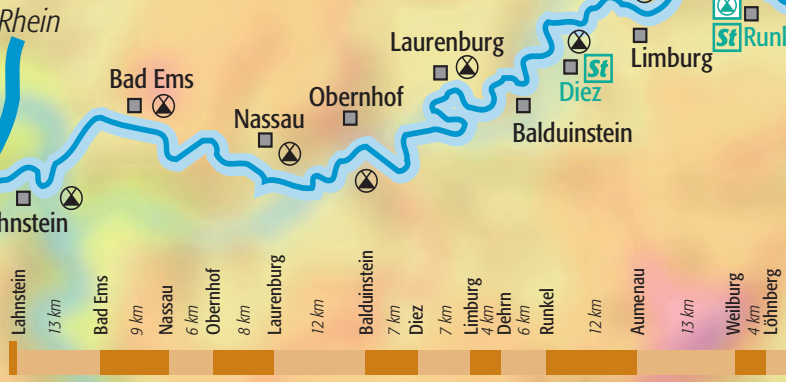 Rhein
Laurenburg
St
Runk
Limburg
Bad Ems
St
Diez
Obernhof
Nassau
Balduinstein
hnstein
Lahnstein
13 km
Bad Ems
9 km
Nassau
6 km
Obernhof
8 km
Laurenburg
12 km
Balduinstein
7 km
Diez
7 km
Limburg
4 km
Dehrn
6 km
Runkel
12 km
Aumenau
13 km
Weilburg
4 km
Löhnberg